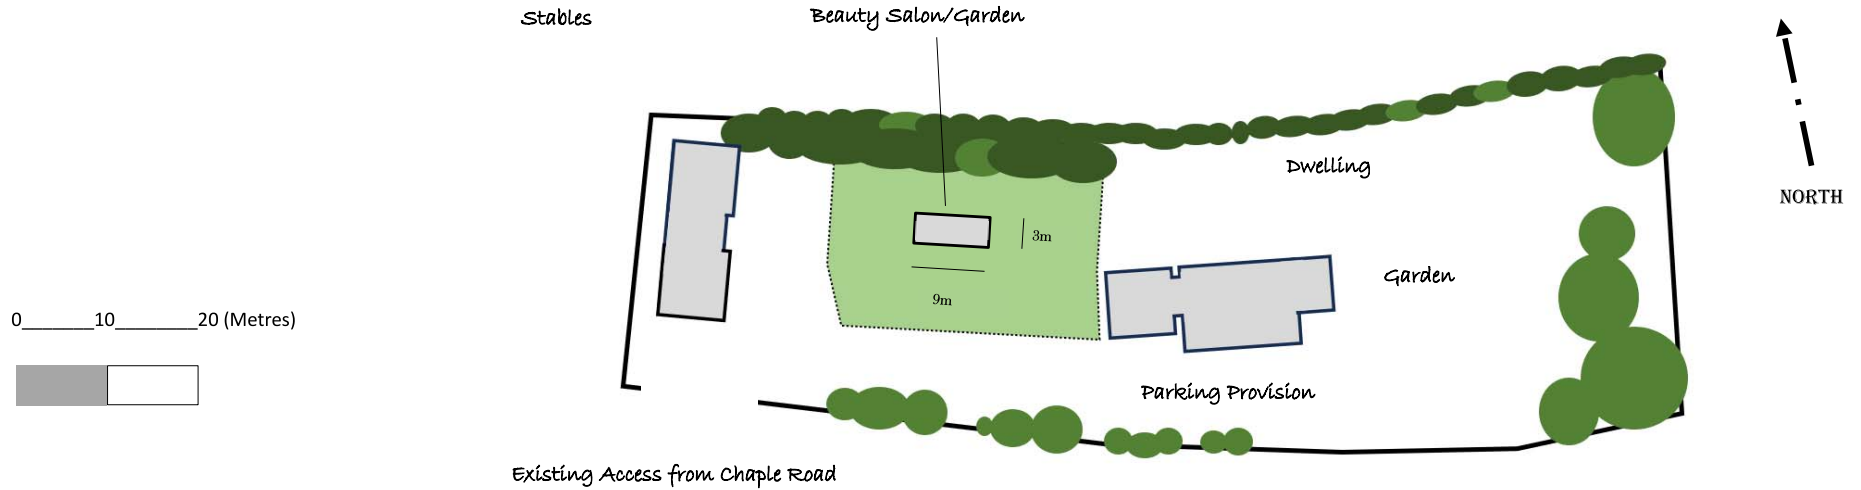 Stables
Beauty Salon/Garden
Dwelling
NORTH
3m
Garden
9m
0_______10________20 (Metres)
Parking Provision
Existing Access from Chaple Road